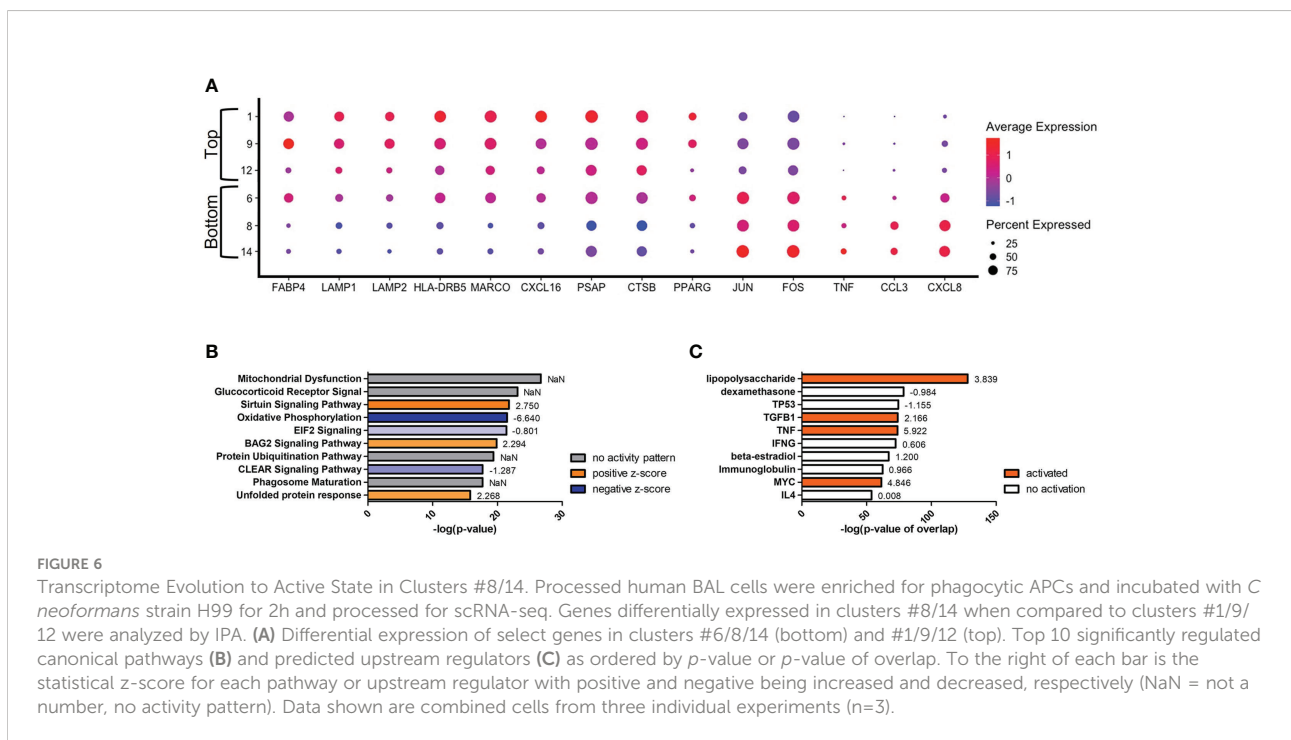 A
Top
Bottom
1
9
12
6
8
14
FABP4 LAMP1 LAMP2 HLA-DRB5 MARCO CXCL16 PSAP CTSB PPARG JUN FOS TNF CCL3 CXCL8
Average Expression
1
0
-1
Percent Expressed
25
50
75
B
Mitochondrial Dysfunction NaN
Glucocorticoid Receptor Signal NaN
Sirtuin Signaling Pathway 2.750
Oxidative Phosphorylation -6.640
EIF2 Signaling -0.801
BAG2 Signaling Pathway 2.294
Protein Ubiquitination Pathway NaN
CLEAR Signaling Pathway -1.287
Phagosome Maturation NaN
Unfolded protein response 2.268
0 10 20 30
-log(p-value)
no activity pattern
positive z-score
negative z-score
C
lipopolysaccharide 3.839
dexamethasone -0.984
TP53 -1.155
TGFB1 2.166
TNF 5.922
IFNG 0.606
beta-estradiol 1.200
Immunoglobulin 0.966
MYC 4.846
IL4 0.008
0 50 100 150
-log(p-value of overlap)
activated
no activation
FIGURE 6
Transcriptome Evolution to Active State in Clusters #8/14. Processed human BAL cells were enriched for phagocytic APCs and incubated with C
neoformans strain H99 for 2h and processed for scRNA-seq. Genes differentially expressed in clusters #8/14 when compared to clusters #1/9/
12 were analyzed by IPA. (A) Differential expression of select genes in clusters #6/8/14 (bottom) and #1/9/12 (top). Top 10 significantly regulated
canonical pathways (B) and predicted upstream regulators (C) as ordered by p-value or p-value of overlap. To the right of each bar is the
statistical z-score for each pathway or upstream regulator with positive and negative being increased and decreased, respectively (NaN = not a
number, no activity pattern). Data shown are combined cells from three individual experiments (n=3).